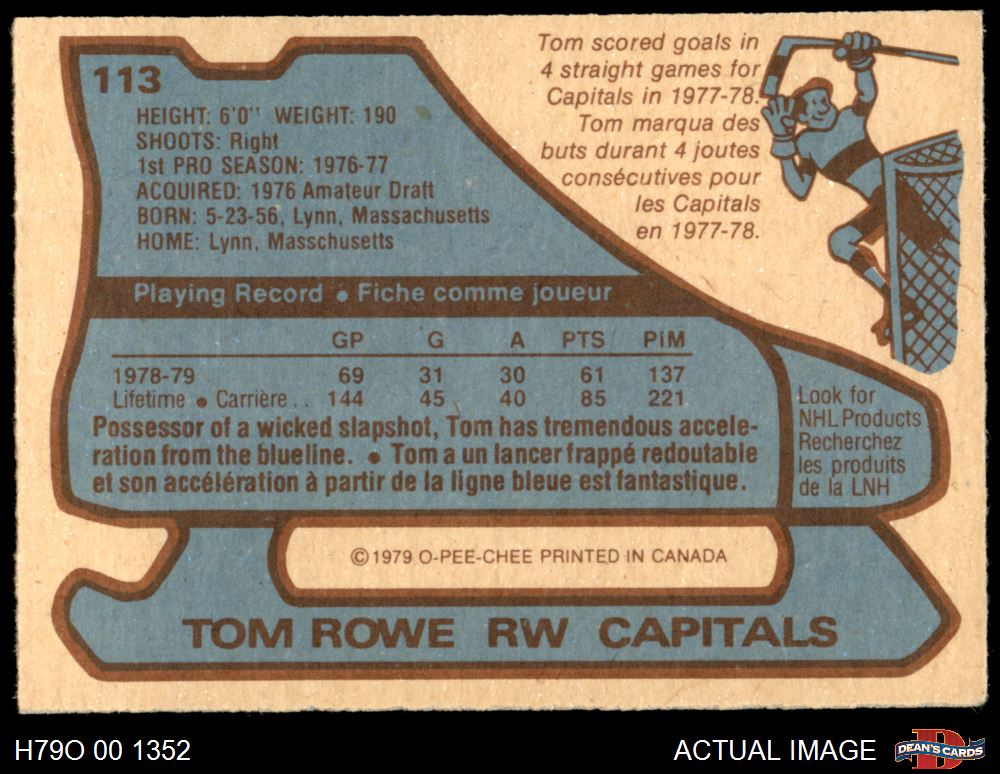 113
HEIGHT: 6'0" WEIGHT: 190
SHOOTS: Right
1st PRO SEASON: 1976-77
ACQUIRED: 1976 Amateur Draft
BORN: 5-23-56, Lynn, Massachusetts
HOME: Lynn, Masschusetts
Tom scored goals in
4 straight games for
Capitals in 1977-78.
Tom marqua des
buts durant 4 joutes
consécutives pour
les Capitals
en 1977-78.
Playing Record • Fiche comme joueur
GP G A PTS PiM
1978-79 69 31 30 61 137
Lifetime • Carrière .. 144 45 40 85 221
Possessor of a wicked slapshot, Tom has tremendous accele-
ration from the blueline. • Tom a un lancer frappé redoutable
et son accélération à partir de la ligne bleue est fantastique.
Look for
NHL Products
Recherchez
les produits
de la LNH
©1979 O-PEE-CHEE PRINTED IN CANADA
TOM ROWE RW CAPITALS
H79O 00 1352
ACTUAL IMAGE
D
DEAN'S CARDS